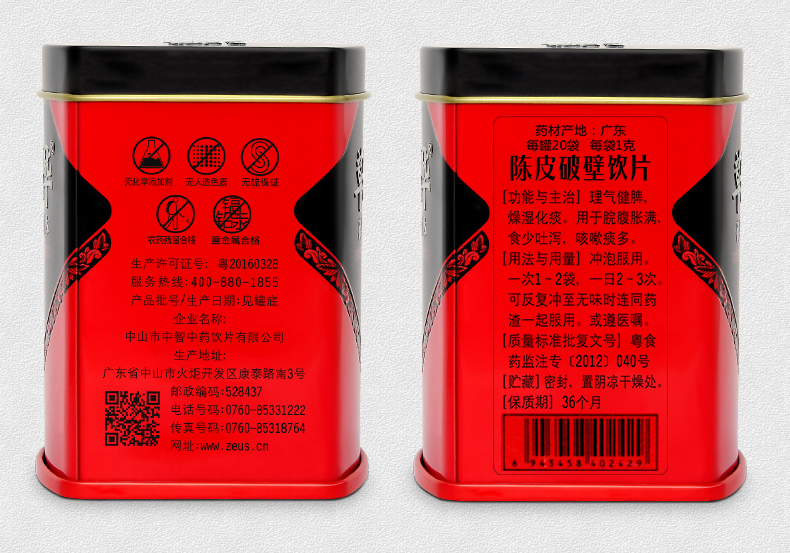 无化学添加剂
无人工色素
无硫保证
农药残留合格
重金属合格
生产许可证号: 粤20160328
服务热线:400-880-1855
产品批号/生产日期:见罐底
企业名称:
中山市中智中药饮片有限公司
生产地址:
广东省中山市火炬开发区康泰路南3号
邮政编码:528437
电话号码:0760-85331222
传真号码:0760-85318764
网址:www.zeus.cn
药材产地:广东
每罐20袋 每袋1克
陈皮破壁饮片
[功能与主治] 理气健脾,
燥湿化痰。用于脘腹胀满,
食少吐泻, 咳嗽痰多。
[用法与用量] 冲泡服用。
一次1-2袋, 一日2-3次。
可反复冲至无味时连同药
渣一起服用。或遵医嘱。
[质量标准批复文号] 粤食
药监注专〔2012〕040号
[贮藏] 密封, 置阴凉干燥处。
[保质期] 36个月
6 943458 402429